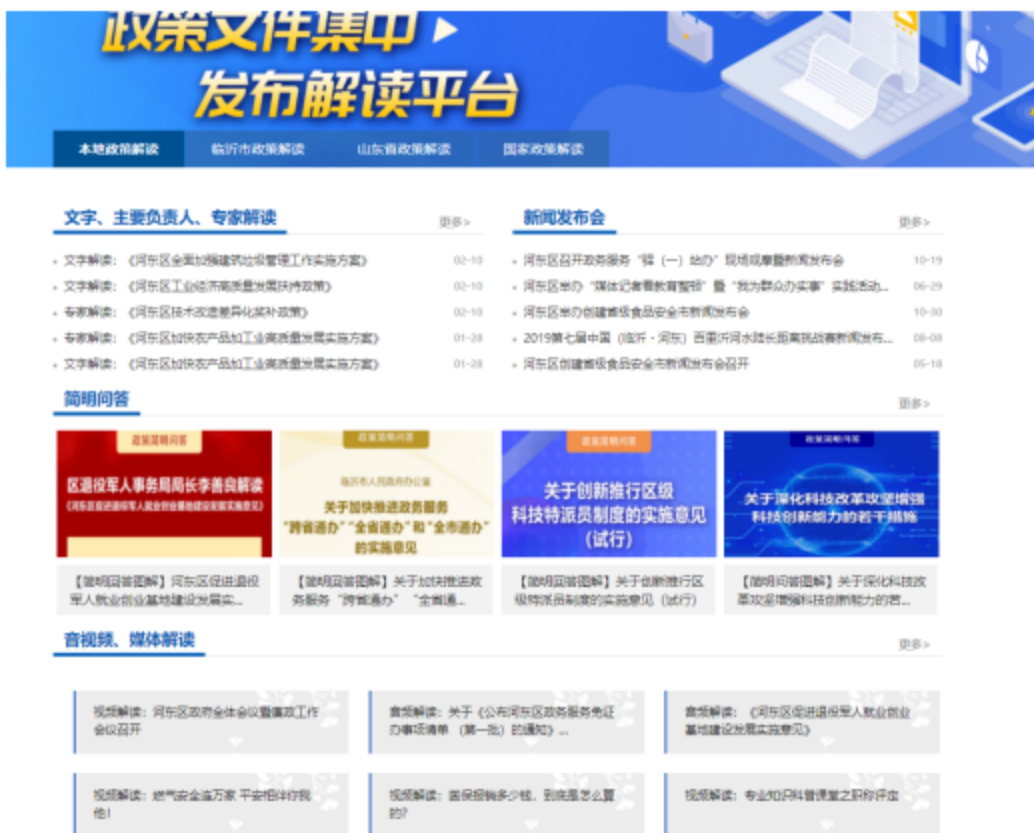 政策文件集中
发布解读平台
本地政策解读 临沂市政策解读 山东省政策解读 国家政策解读
文字、主要负责人、专家解读 更多>
文字解读：《河东区全面加强建筑垃圾管理工作实施方案》 02-10
文字解读：《河东区工业经济高质量发展扶持政策》 02-10
专家解读：《河东区技术改造差异化奖补政策》 02-10
专家解读：《河东区加快农产品加工业高质量发展实施方案》 01-28
文字解读：《河东区加快农产品加工业高质量发展实施方案》 01-28
新闻发布会 更多>
河东区召开政务服务“驿（一）站办”现场观摩暨新闻发布会 10-19
河东区举办“媒体记者看教育整顿”暨“我为群众办实事”实践活动... 06-29
河东区举办创建省级食品安全市新闻发布会 10-30
2019第七届中国（临沂·河东）百里沂河水陆长距离挑战赛新闻发布... 08-08
河东区创建省级食品安全市新闻发布会召开 05-18
简明问答 更多>
政策简明问答
区退役军人事务局局长李善良解读
《河东区促进退役军人就业创业基地建设发展实施意见》
【简明问答图解】河东区促进退役
军人就业创业基地建设发展实...
政策简明问答
临沂市人民政府办公室
关于加快推进政务服务
“跨省通办”“全省通办”和“全市通办”
的实施意见
【简明问答图解】关于加快推进政
务服务“跨省通办” “全省通...
政策简明问答
关于创新推行区级
科技特派员制度的实施意见
（试行）
【简明问答图解】关于创新推行区
级特派员制度的实施意见（试行）
政策简明问答
关于深化科技改革攻坚增强
科技创新能力的若干措施
【简明问答图解】关于深化科技改
革攻坚增强科技创新能力的若...
音视频、媒体解读 更多>
视频解读：河东区政府全体会议暨廉政工作
会议召开
音频解读：关于《公布河东区政务服务免证
办事项清单（第一批）的通知》...
音频解读：《河东区促进退役军人就业创业
基地建设发展实施意见》
视频解读：燃气安全连万家 平安相伴你我
他！
视频解读：医保报销多少钱，到底是怎么算
的？
视频解读：专业知识科普课堂之职称评定